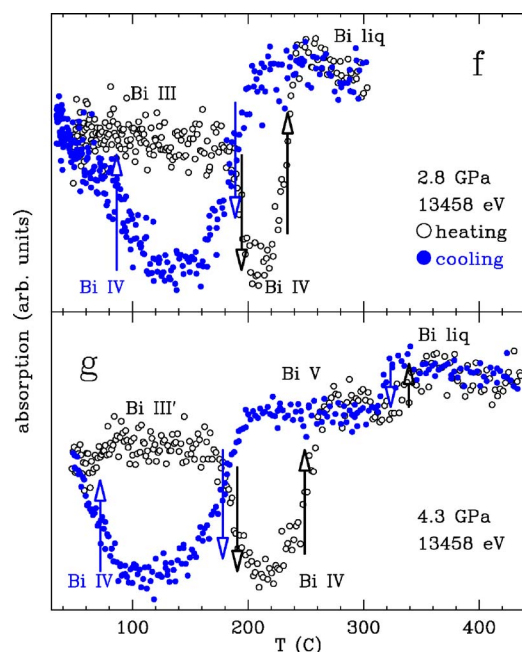 Bi liq
f
Bi III
2.8 GPa
13458 eV
heating
cooling
Bi IV
Bi IV
absorption (arb. units)
g
Bi liq
Bi V
Bi III'
4.3 GPa
13458 eV
Bi IV
Bi IV
100 200 300 400
T (C)